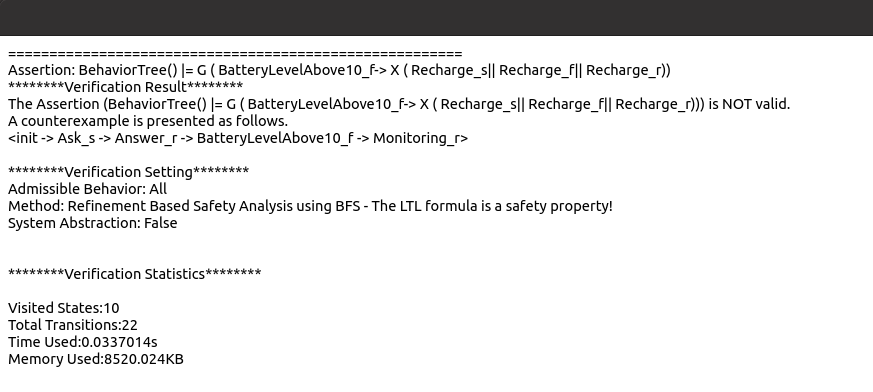 =======================================================
Assertion: BehaviorTree() |= G ( BatteryLevelAbove10_f-> X ( Recharge_s|| Recharge_f|| Recharge_r))
********Verification Result********
The Assertion (BehaviorTree() |= G ( BatteryLevelAbove10_f-> X ( Recharge_s|| Recharge_f|| Recharge_r))) is NOT valid.
A counterexample is presented as follows.
<init -> Ask_s -> Answer_r -> BatteryLevelAbove10_f -> Monitoring_r>
********Verification Setting********
Admissible Behavior: All
Method: Refinement Based Safety Analysis using BFS - The LTL formula is a safety property!
System Abstraction: False
********Verification Statistics********
Visited States:10
Total Transitions:22
Time Used:0.0337014s
Memory Used:8520.024KB